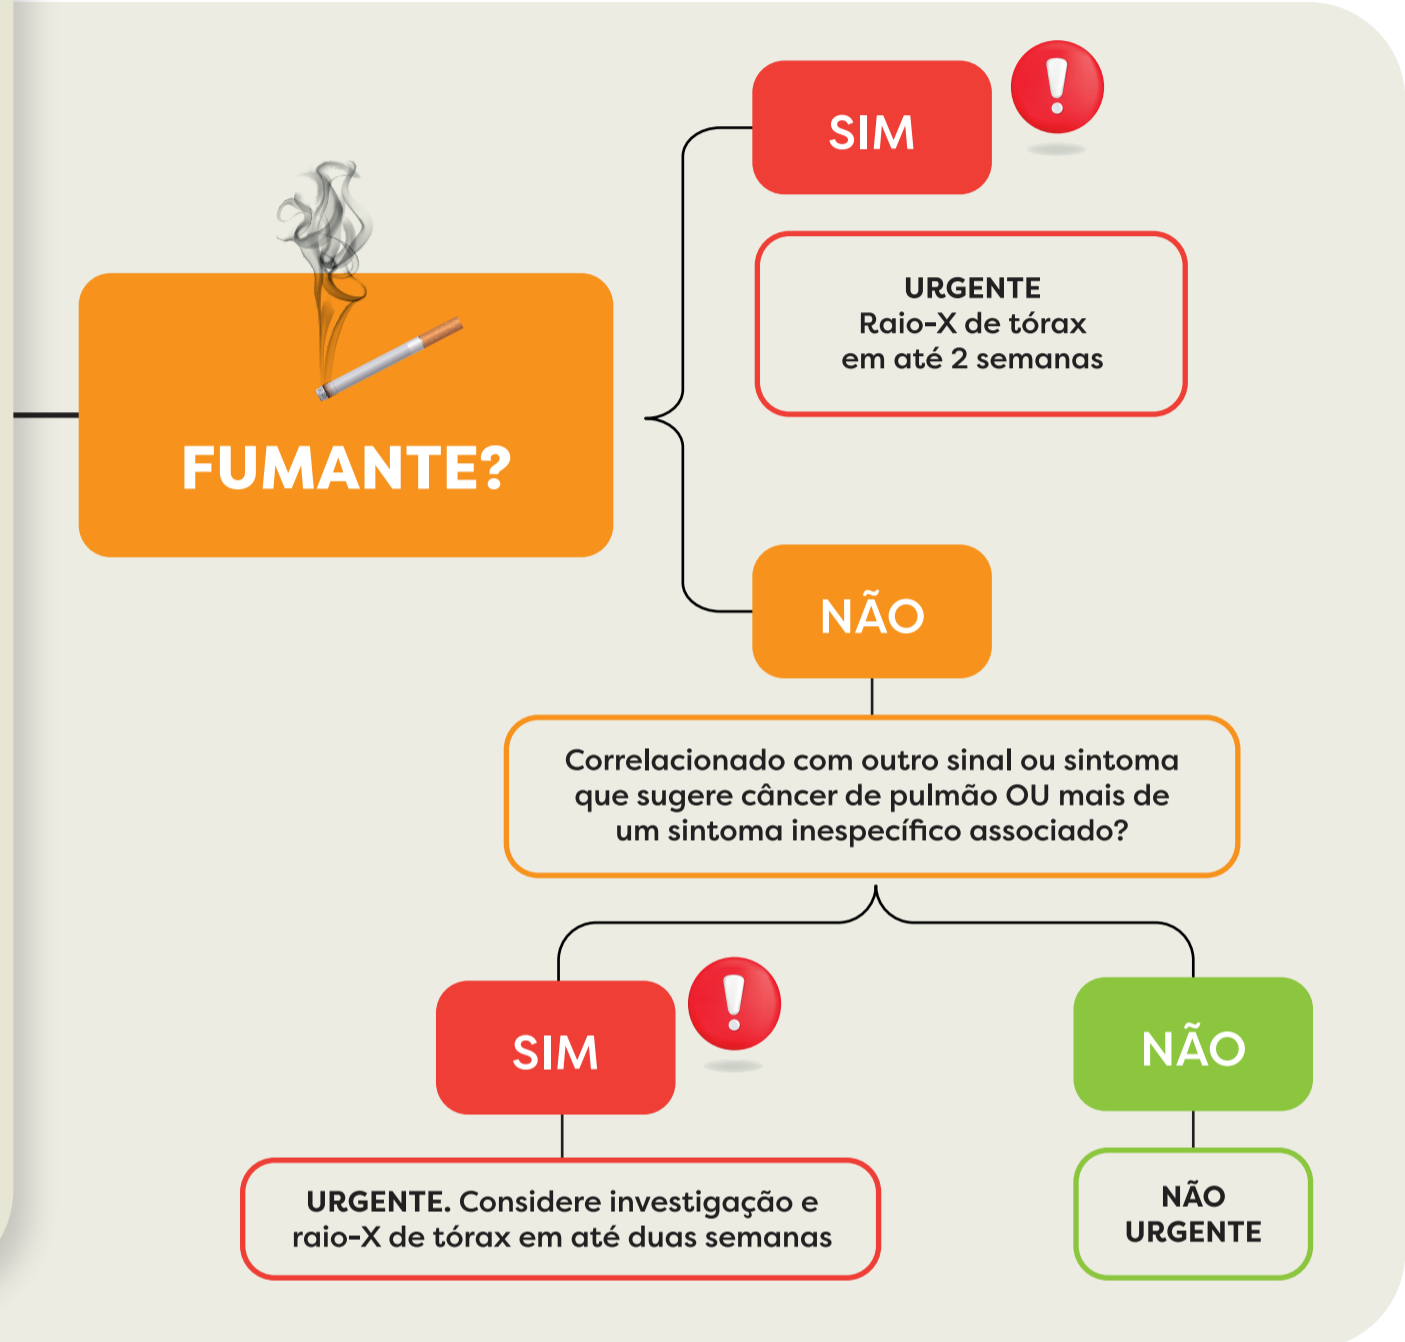 SIM
URGENTE
Raio-X de tórax
em até 2 semanas
FUMANTE?
NÃO
Correlacionado com outro sinal ou sintoma
que sugere câncer de pulmão OU mais de
um sintoma inespecífico associado?
SIM
URGENTE. Considere investigação e
raio-X de tórax em até duas semanas
NÃO
NÃO
URGENTE